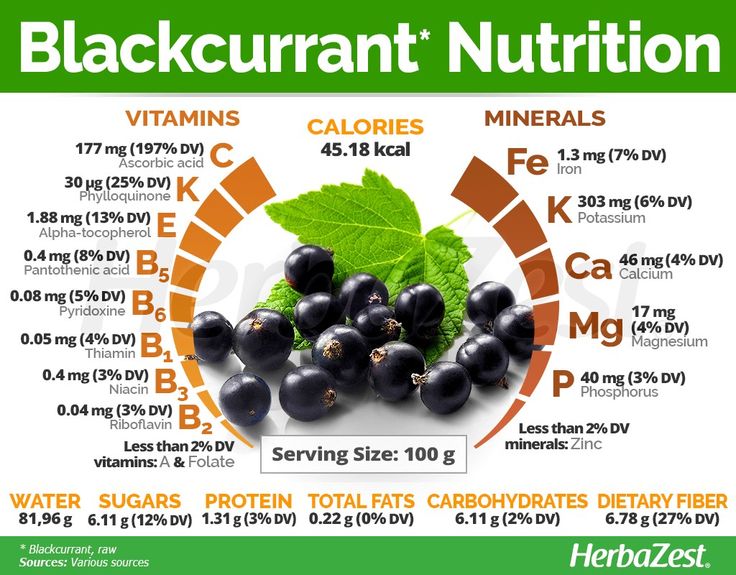 Blackcurrant* Nutrition
VITAMINS
177 mg (197% DV)
Ascorbic acid
C
30 µg (25% DV)
Phylloquinone
K
1.88 mg (13% DV)
Alpha-tocopherol
E
0.4 mg (8% DV)
Pantothenic acid
B5
0.08 mg (5% DV)
Pyridoxine
B6
0.05 mg (4% DV)
Thiamin
B1
0.4 mg (3% DV)
Niacin
B3
0.04 mg (3% DV)
Riboflavin
B2
Less than 2% DV
vitamins: A & Folate
CALORIES
45.18 kcal
MINERALS
Fe
1.3 mg (7% DV)
Iron
K
303 mg (6% DV)
Potassium
Ca
46 mg (4% DV)
Calcium
Mg
17 mg
(4% DV)
Magnesium
P
40 mg (3% DV)
Phosphorus
Less than 2% DV
minerals: Zinc
HerbaZest
Serving Size: 100 g
WATER
81,96 g
SUGARS
6.11 g (12% DV)
PROTEIN
1.31 g (3% DV)
TOTAL FATS
0.22 g (0% DV)
CARBOHYDRATES
6.11 g (2% DV)
DIETARY FIBER
6.78 g (27% DV)
* Blackcurrant, raw
Sources: Various sources
HerbaZest®